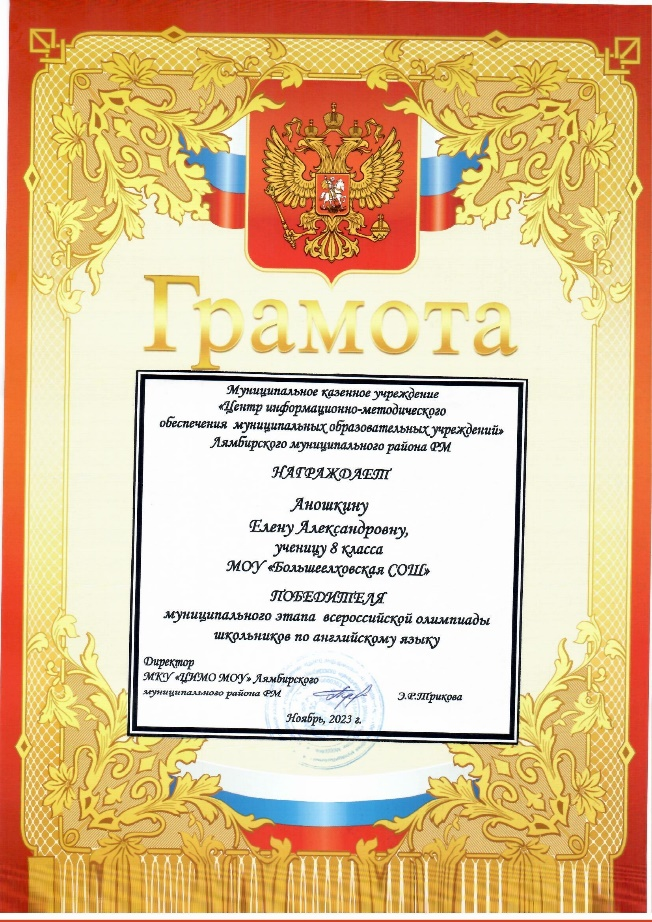 Грамота
Муниципальное казенное учреждение
«Центр информационно-методического
обеспечения муниципальных образовательных учреждений»
Лямбирского муниципального района РМ
НАГРАЖДАЕТ
Аношкину
Елену Александровну,
ученицу 8 класса
МОУ «Большеелховская СОШ»
ПОБЕДИТЕЛЯ
муниципального этапа всероссийской олимпиады
школьников по английскому языку
Директор
МКУ «ЦИМО МОУ» Лямбирского
муниципального района РМ Э.Р.Трикова
Ноябрь, 2023 г.